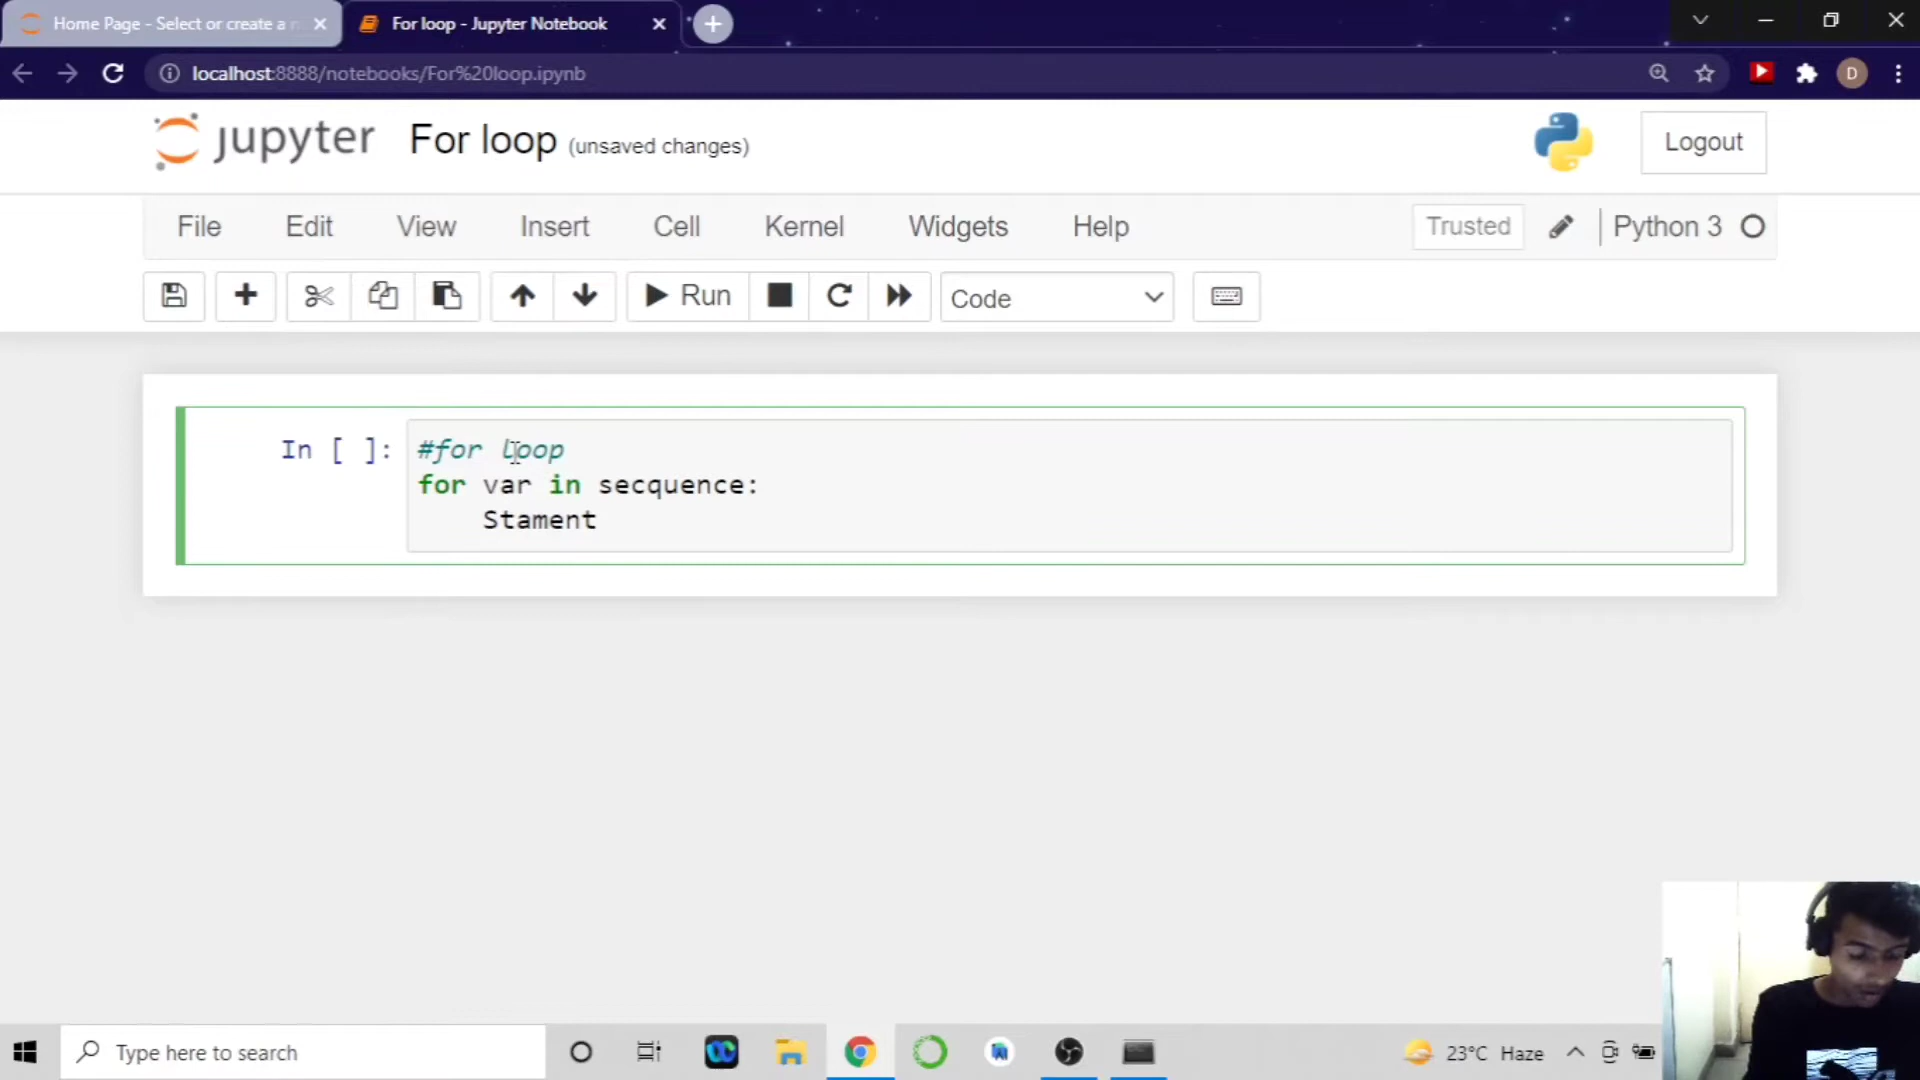 Home Page - Select or create a n
For loop - Jupyter Notebook
localhost:8888/notebooks/For%20loop.ipynb
D
jupyter
For loop (unsaved changes)
Logout
File Edit View Insert Cell Kernel Widgets Help
Trusted
Python 3
Run
Code
In [ ]:
#for loop
for var in secquence:
    Stament
Type here to search
23°C Haze